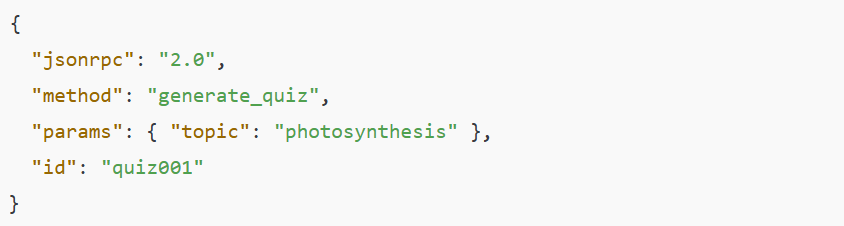 {
  "jsonrpc": "2.0",
  "method": "generate_quiz",
  "params": { "topic": "photosynthesis" },
  "id": "quiz001"
}